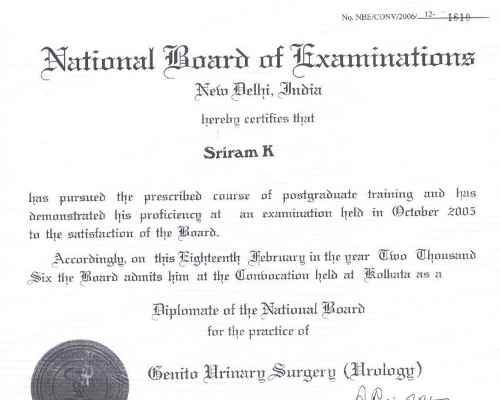 No. NBE/CONV/2006/ 12- 1610
National Board of Examinations
New Delhi, India
hereby certifies that
Sriram K
has pursued the prescribed course of postgraduate training and has
demonstrated his proficiency at an examination held in October 2005
to the satisfaction of the Board.
Accordingly, on this Eighteenth February in the year Two Thousand
Six the Board admits him at the Convocation held at Kolkata as a
Diplomate of the National Board
for the practice of
Genito Urinary Surgery (Urology)